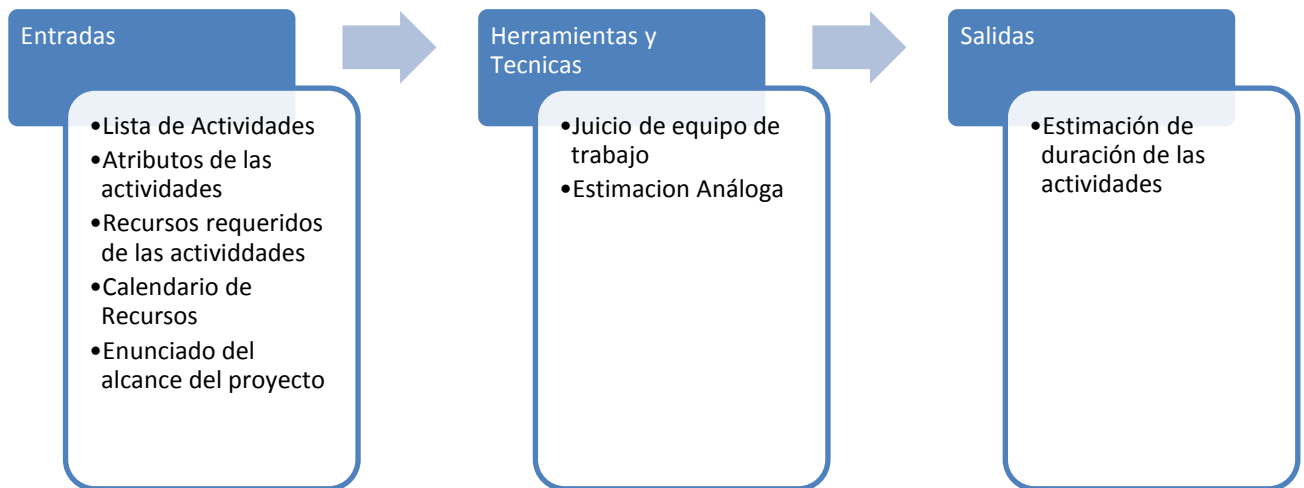 Entradas
•Lista de Actividades
•Atributos de las
actividades
•Recursos requeridos
de las actividdades
•Calendario de
Recursos
•Enunciado del
alcance del proyecto
Herramientas y
Tecnicas
•Juicio de equipo de
trabajo
•Estimacion Análoga
Salidas
•Estimación de
duración de las
actividades